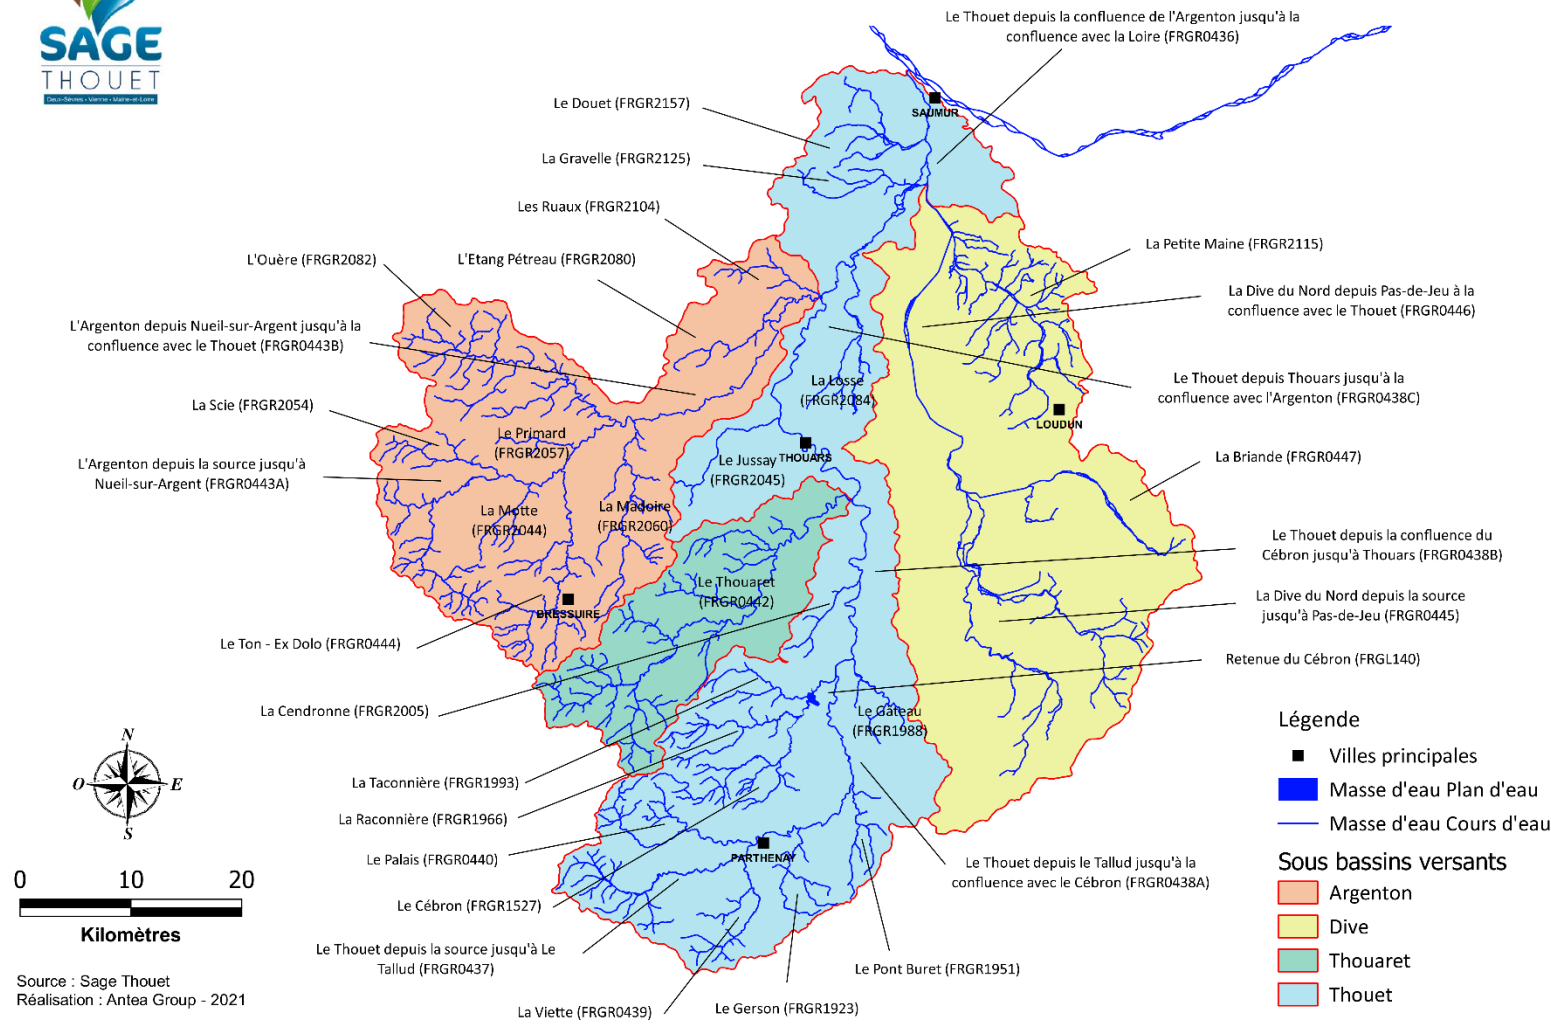 SAGE
THOUET
Deux-Sèvres - Vienne - Maine-et-Loire
Le Thouet depuis la confluence de l'Argenton jusqu'à la
confluence avec la Loire (FRGR0436)
Le Douet (FRGR2157)
SAUMUR
La Gravelle (FRGR2125)
Les Ruaux (FRGR2104)
L'Ouère (FRGR2082)
L'Etang Pétreau (FRGR2080)
La Petite Maine (FRGR2115)
La Dive du Nord depuis Pas-de-Jeu à la
confluence avec le Thouet (FRGR0446)
L'Argenton depuis Nueil-sur-Argent jusqu'à la
confluence avec le Thouet (FRGR0443B)
Le Thouet depuis Thouars jusqu'à la
confluence avec l'Argenton (FRGR0438C)
La Losse
(FRGR2084)
La Scie (FRGR2054)
LOUDUN
Le Primard
(FRGR2057)
THOUARS
La Briande (FRGR0447)
L'Argenton depuis la source jusqu'à
Nueil-sur-Argent (FRGR0443A)
Le Jussay
(FRGR2045)
La Motte
(FRGR2044)
La Madoire
(FRGR2060)
Le Thouet depuis la confluence du
Cébron jusqu'à Thouars (FRGR0438B)
Le Thouaret
(FRGR0442)
BRESSUIRE
La Dive du Nord depuis la source
jusqu'à Pas-de-Jeu (FRGR0445)
Le Ton - Ex Dolo (FRGR0444)
Retenue du Cébron (FRGL140)
La Cendronne (FRGR2005)
Le Gâteau
(FRGR1988)
La Taconnière (FRGR1993)
La Raconnière (FRGR1966)
Le Palais (FRGR0440)
PARTHENAY
Le Thouet depuis le Tallud jusqu'à la
confluence avec le Cébron (FRGR0438A)
Le Cébron (FRGR1527)
Le Thouet depuis la source jusqu'à Le
Tallud (FRGR0437)
Le Pont Buret (FRGR1951)
La Viette (FRGR0439)
Le Gerson (FRGR1923)
N
O
E
S
0 10 20
Kilomètres
Source : Sage Thouet
Réalisation : Antea Group - 2021
Légende
Villes principales
Masse d'eau Plan d'eau
Masse d'eau Cours d'eau
Sous bassins versants
Argenton
Dive
Thouaret
Thouet